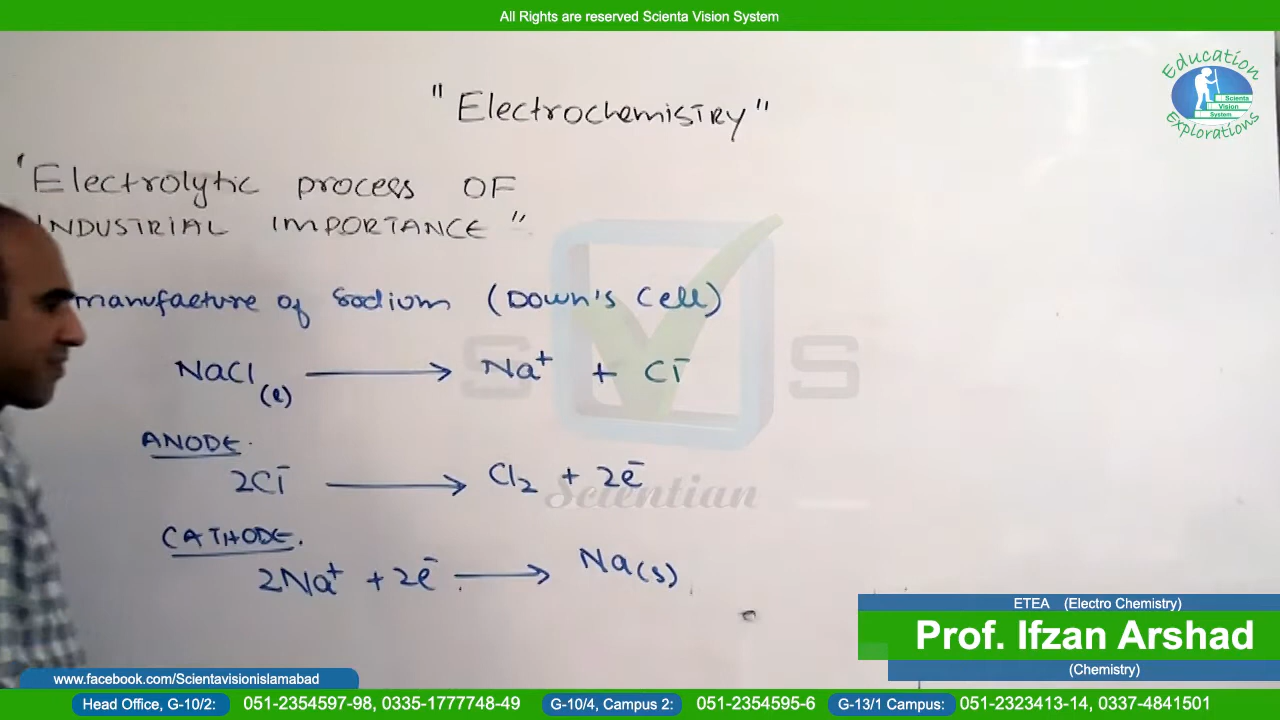 All Rights are reserved Scienta Vision System
Education
Scienta
Vision
System
Explorations
"Electrochemistry"
"Electrolytic process OF
INDUSTRIAL IMPORTANCE"
manufacture of Sodium (Down's Cell)
NaCl(l) ⟶ Na⁺ + Cl⁻
ANODE.
2Cl⁻ ⟶ Cl₂ + 2e⁻
CATHODE.
2Na⁺ + 2e⁻ ⟶ Na(s)
S S
Scientian
ETEA (Electro Chemistry)
Prof. Ifzan Arshad
(Chemistry)
www.facebook.com/Scientavisionislamabad
Head Office, G-10/2: 051-2354597-98, 0335-1777748-49 G-10/4, Campus 2: 051-2354595-6 G-13/1 Campus: 051-2323413-14, 0337-4841501